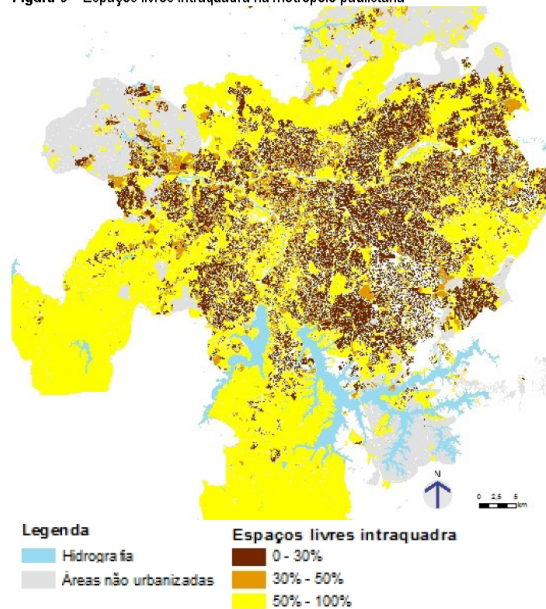 Espaços livres intraquadra na metrópole paulistana
N
0 2,5 5
km
Legenda
Hidrografia
Áreas não urbanizadas
Espaços livres intraquadra
0 - 30%
30% - 50%
50% - 100%